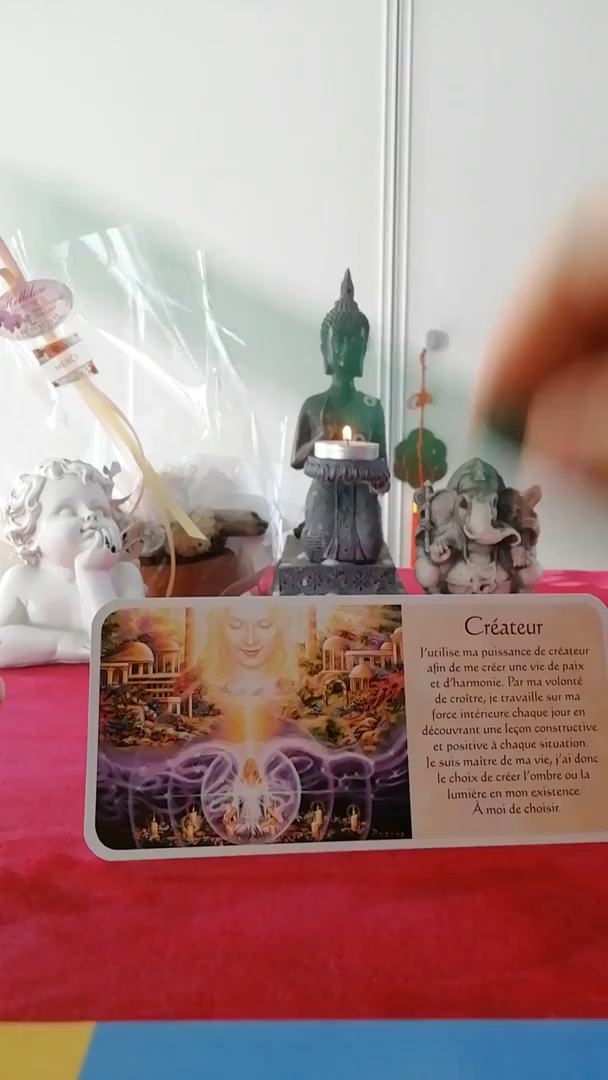 Hellébore
MERCI
Créateur
J'utilise ma puissance de créateur
afin de me créer une vie de paix
et d'harmonie. Par ma volonté
de croître, je travaille sur ma
force intérieure chaque jour en
découvrant une leçon constructive
et positive à chaque situation.
Je suis maître de ma vie, j'ai donc
le choix de créer l'ombre ou la
lumière en mon existence.
À moi de choisir.